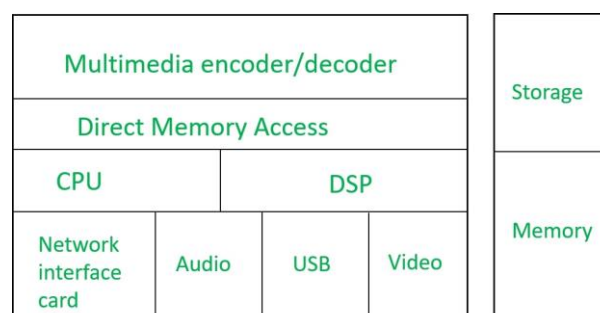 Multimedia encoder/decoder
Direct Memory Access
CPU
DSP
Network
interface
card
Audio
USB
Video
Storage
Memory